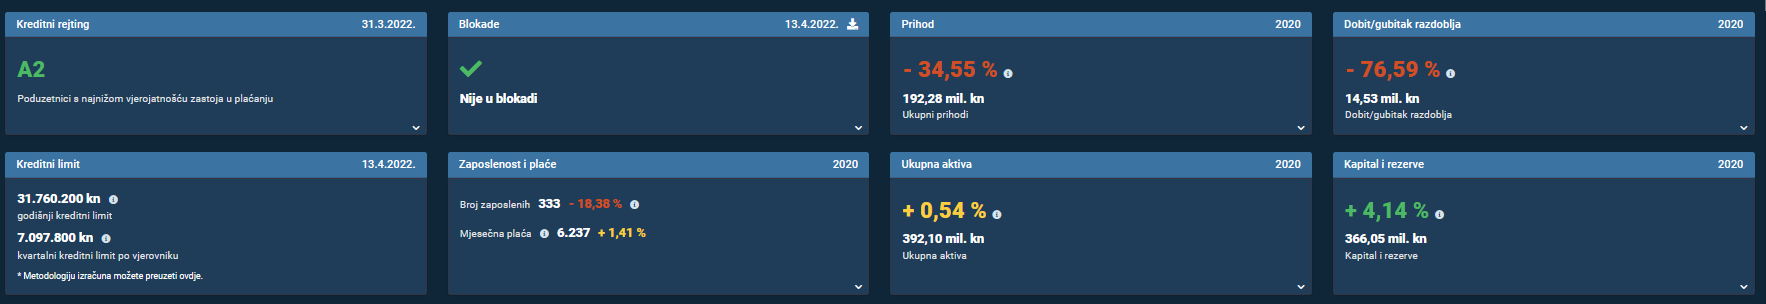 Kreditni rejting 31.3.2022.
A2
Poduzetnici s najnižom vjerojatnošću zastoja u plaćanju
Blokade 13.4.2022.
Nije u blokadi
Prihod 2020
- 34,55 %
192,28 mil. kn
Ukupni prihodi
Dobit/gubitak razdoblja 2020
- 76,59 %
14,53 mil. kn
Dobit/gubitak razdoblja
Kreditni limit 13.4.2022.
31.760.200 kn
godišnji kreditni limit
7.097.800 kn
kvartalni kreditni limit po vjerovniku
* Metodologiju izračuna možete preuzeti ovdje.
Zaposlenost i plaće 2020
Broj zaposlenih 333 - 18,38 %
Mjesečna plaća 6.237 + 1,41 %
Ukupna aktiva 2020
+ 0,54 %
392,10 mil. kn
Ukupna aktiva
Kapital i rezerve 2020
+ 4,14 %
366,05 mil. kn
Kapital i rezerve